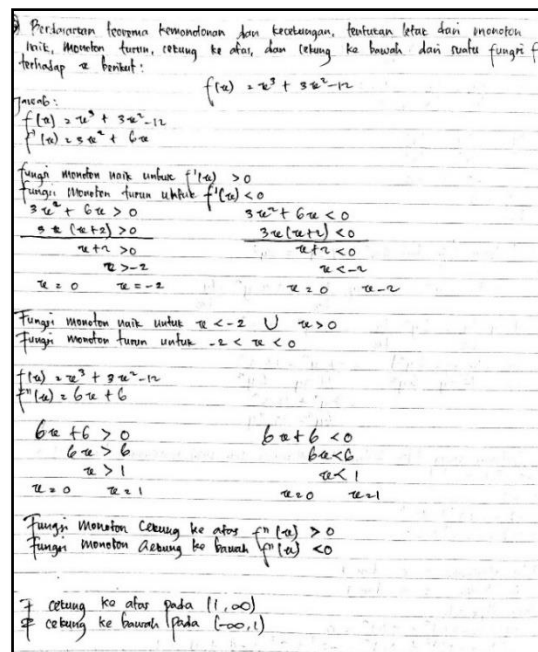 Berdasarkan teorema kemonotonan dan kecekungan, tentukan letak dari monoton
naik, monoton turun, cekung ke atas, dan cekung ke bawah dari suatu fungsi f
terhadap x berikut:
f(x) = x³ + 3x² - 12
Jawab:
f(x) = x³ + 3x² - 12
f'(x) = 3x² + 6x
fungsi monoton naik untuk f'(x) > 0
fungsi monoton turun untuk f'(x) < 0
3x² + 6x > 0 3x² + 6x < 0
3x (x+2) > 0 3x (x+2) < 0
x+2 > 0 x+2 < 0
x > -2 x < -2
x = 0 x = -2 x = 0 x -2
Fungsi monoton naik untuk x < -2 ∪ x > 0
Fungsi monoton turun untuk -2 < x < 0
f(x) = x³ + 3x² - 12
f"(x) = 6x + 6
6x + 6 > 0 6x + 6 < 0
6x > 6 6x < 6
x > 1 x < 1
x = 0 x = 1 x = 0 x = 1
Fungsi monoton Cekung ke atas f"(x) > 0
Fungsi monoton cekung ke bawah f"(x) < 0
cekung ke atas pada (1, ∞)
cekung ke bawah pada (-∞, 1)